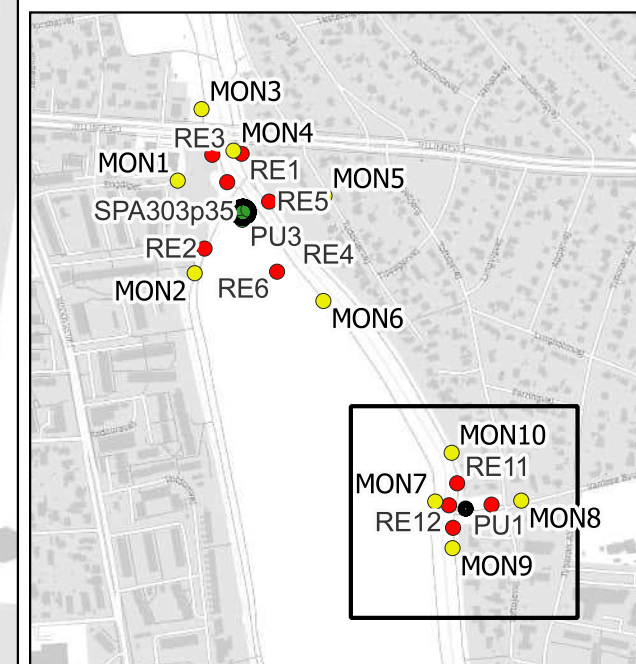 MON3
RE3
MON4
MON1
RE1
MON5
SPA303p35
RE5
PU3
RE2
RE4
MON2
RE6
MON6
MON10
RE11
MON7
RE12
PU1
MON8
MON9